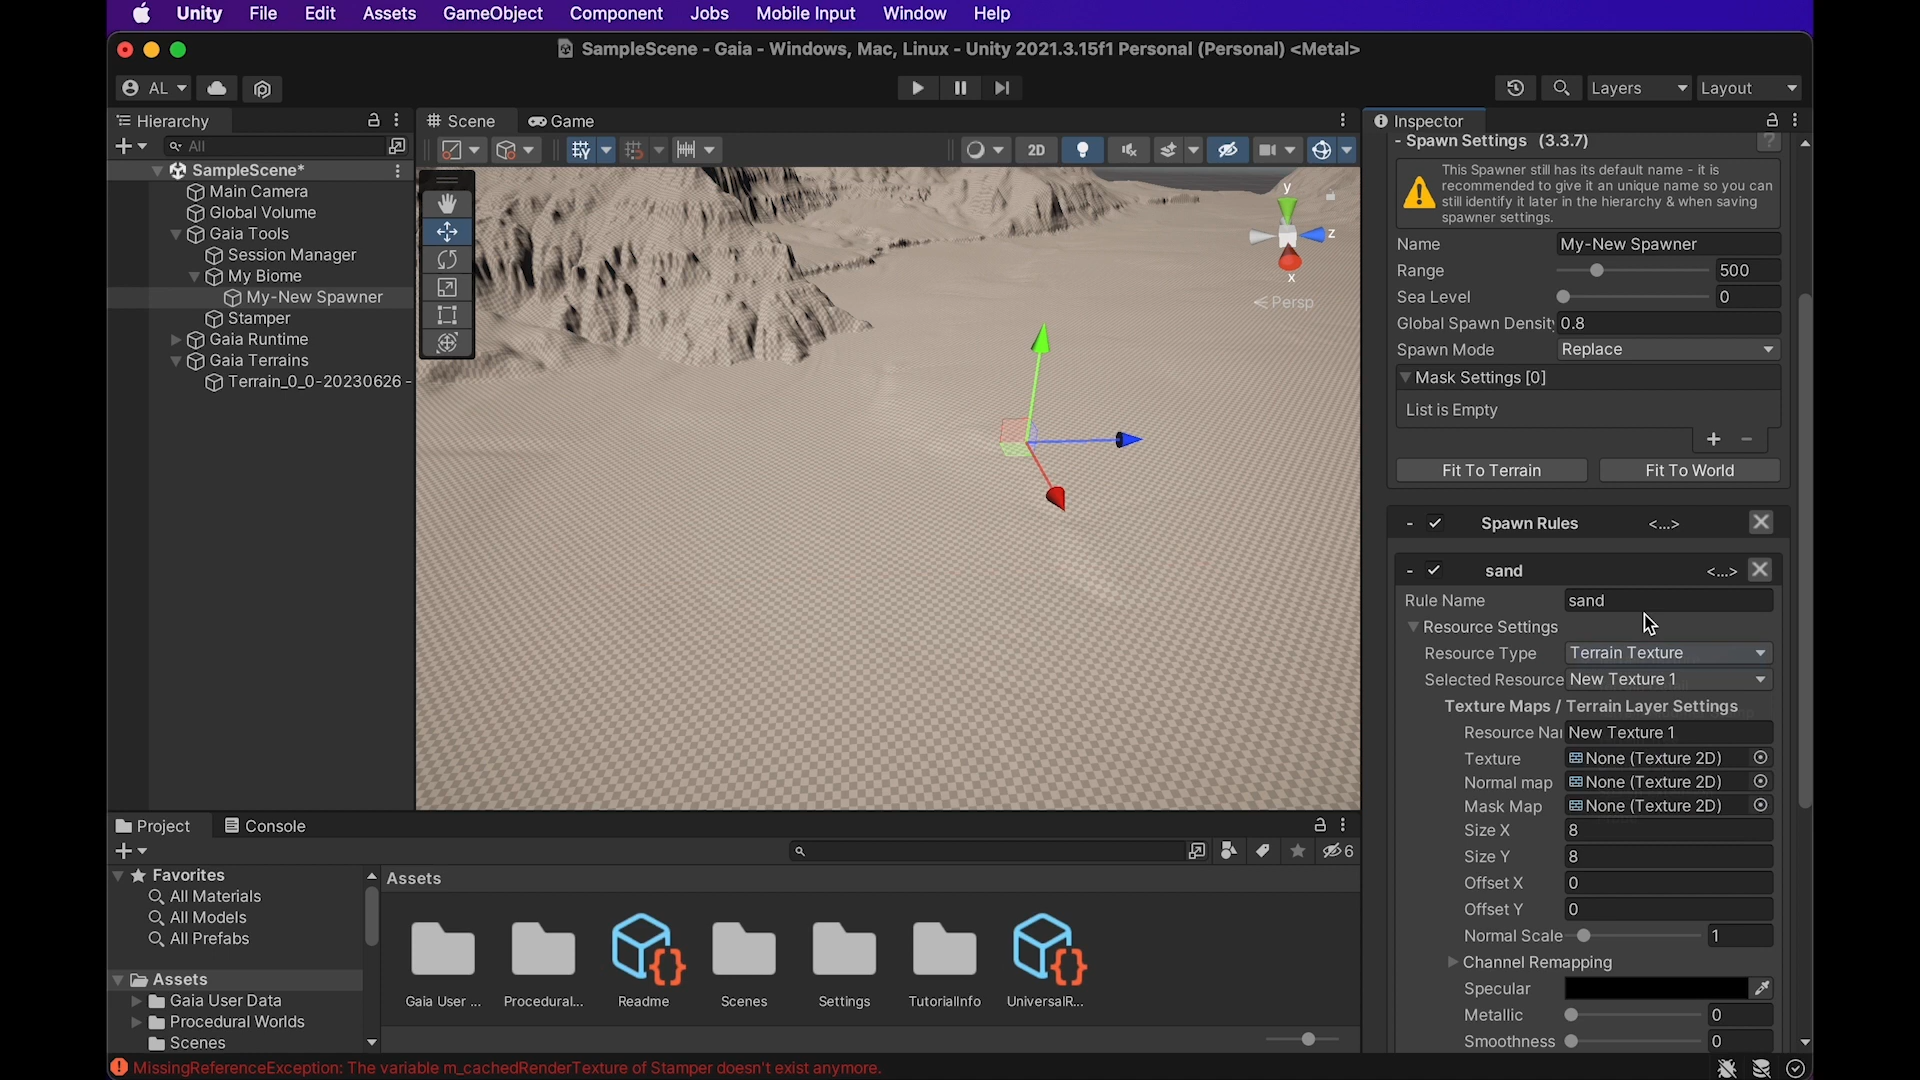 Unity File Edit Assets GameObject Component Jobs Mobile Input Window Help
SampleScene - Gaia - Windows, Mac, Linux - Unity 2021.3.15f1 Personal (Personal) <Metal>
AL
Layers
Layout
Hierarchy
All
SampleScene*
Main Camera
Global Volume
Gaia Tools
Session Manager
My Biome
My-New Spawner
Stamper
Gaia Runtime
Gaia Terrains
Terrain_0_0-20230626 -
Scene
Game
2D
y
z
x
Persp
Inspector
- Spawn Settings (3.3.7)
?
This Spawner still has its default name - it is
recommended to give it an unique name so you can
still identify it later in the hierarchy & when saving
spawner settings.
Name My-New Spawner
Range 500
Sea Level 0
Global Spawn Densit 0.8
Spawn Mode Replace
Mask Settings [0]
List is Empty
+ -
Fit To Terrain Fit To World
- Spawn Rules <...>
- sand <...>
Rule Name sand
Resource Settings
Resource Type Terrain Texture
Selected Resource New Texture 1
Texture Maps / Terrain Layer Settings
Resource Na New Texture 1
Texture None (Texture 2D)
Normal map None (Texture 2D)
Mask Map None (Texture 2D)
Size X 8
Size Y 8
Offset X 0
Offset Y 0
Normal Scale 1
Channel Remapping
Specular
Metallic 0
Smoothness 0
Project
Console
6
Favorites
All Materials
All Models
All Prefabs
Assets
Gaia User Data
Procedural Worlds
Scenes
Assets
Gaia User ...
Procedural...
Readme
Scenes
Settings
TutorialInfo
UniversalR...
MissingReferenceException: The variable m_cachedRenderTexture of Stamper doesn't exist anymore.